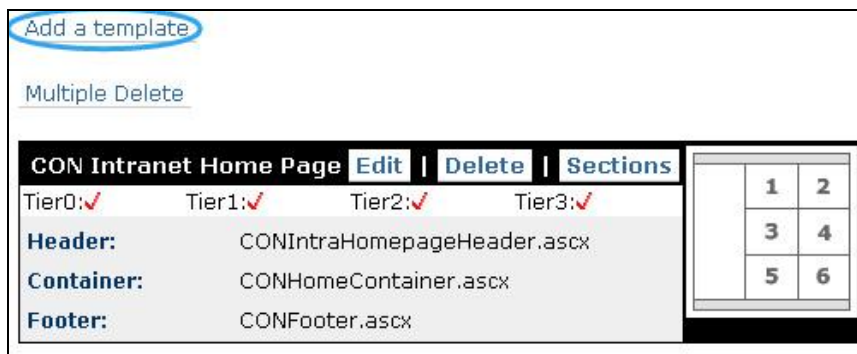 Add a template
Multiple Delete
CON Intranet Home Page Edit | Delete | Sections
Tier0:✓ Tier1:✓ Tier2:✓ Tier3:✓
Header: CONIntraHomepageHeader.ascx
Container: CONHomeContainer.ascx
Footer: CONFooter.ascx
1 2
3 4
5 6